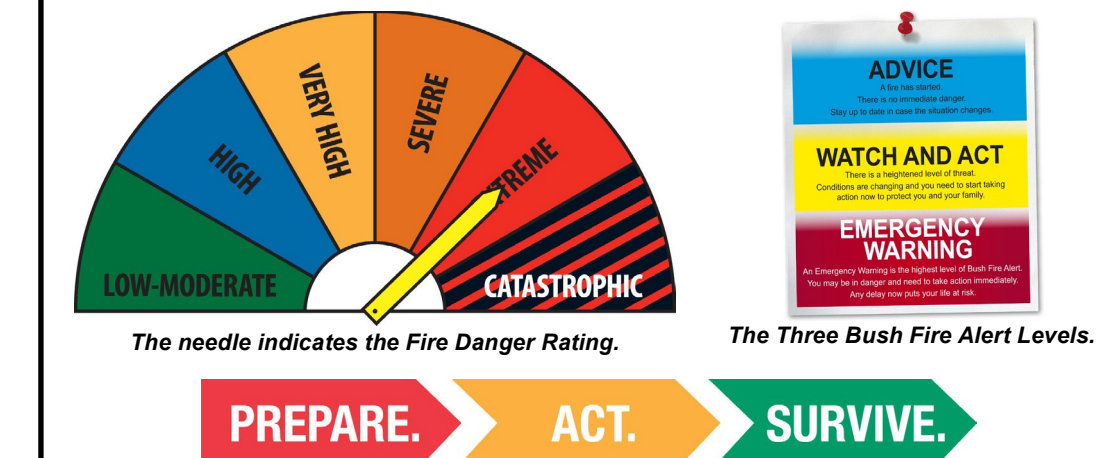 LOW-MODERATE
HIGH
VERY HIGH
SEVERE
TREME
CATASTROPHIC
The needle indicates the Fire Danger Rating.
ADVICE
A fire has started.
There is no immediate danger.
Stay up to date in case the situation changes.
WATCH AND ACT
There is a heightened level of threat.
Conditions are changing and you need to start taking
action now to protect you and your family.
EMERGENCY
WARNING
An Emergency Warning is the highest level of Bush Fire Alert.
You may be in danger and need to take action immediately.
Any delay now puts your life at risk.
The Three Bush Fire Alert Levels.
PREPARE. ACT. SURVIVE.